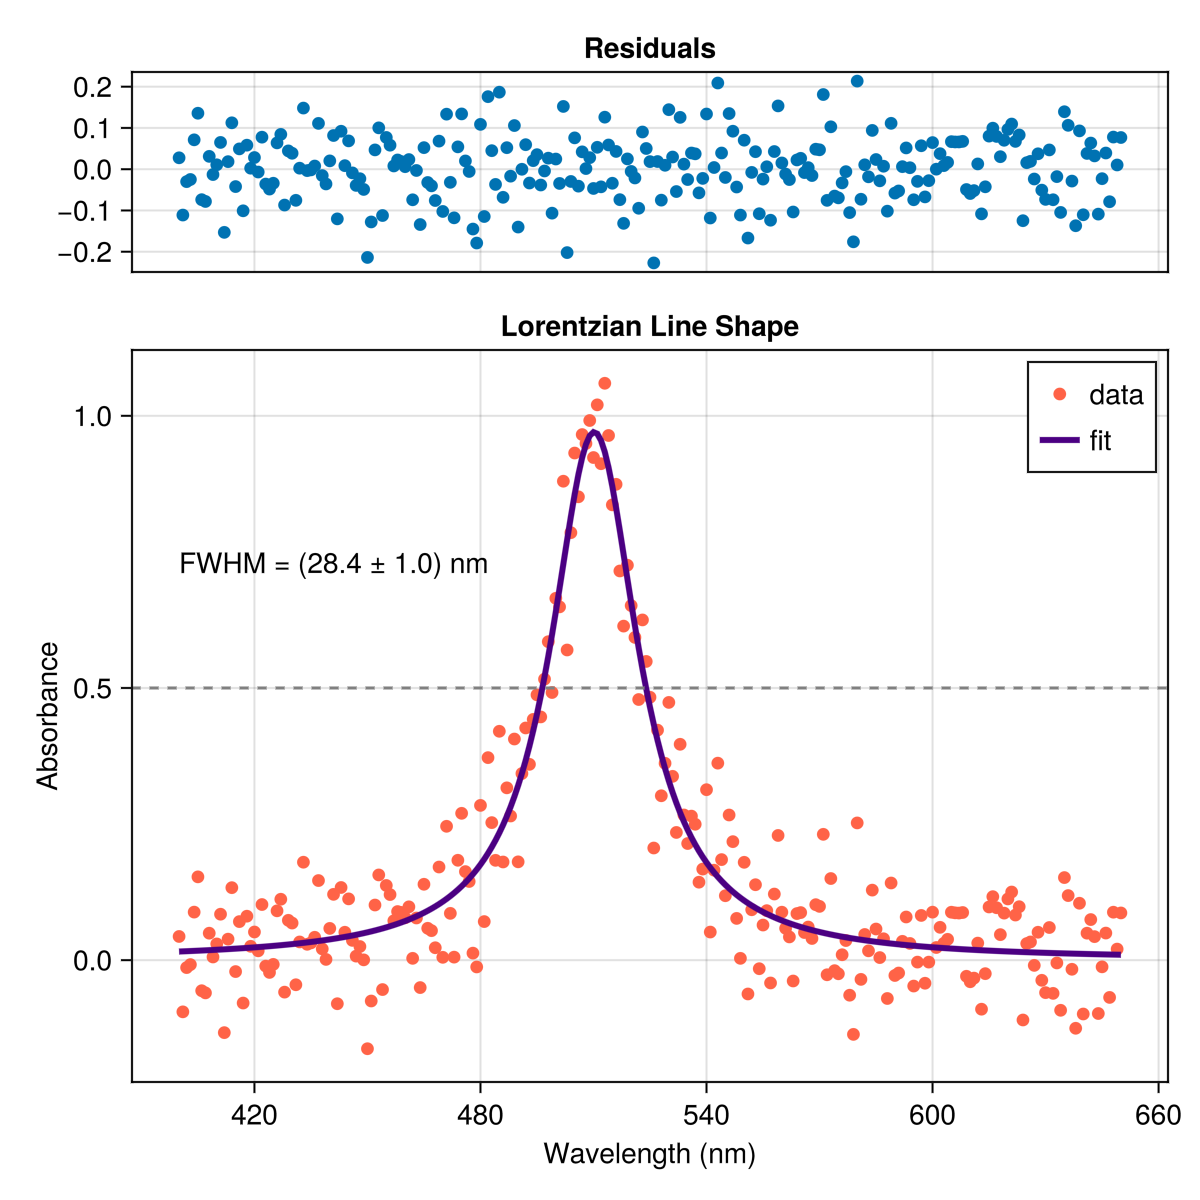 Residuals
0.2
0.1
0.0
−0.1
−0.2
Lorentzian Line Shape
data
fit
1.0
0.5
0.0
FWHM = (28.4 ± 1.0) nm
Absorbance
420 480 540 600 660
Wavelength (nm)